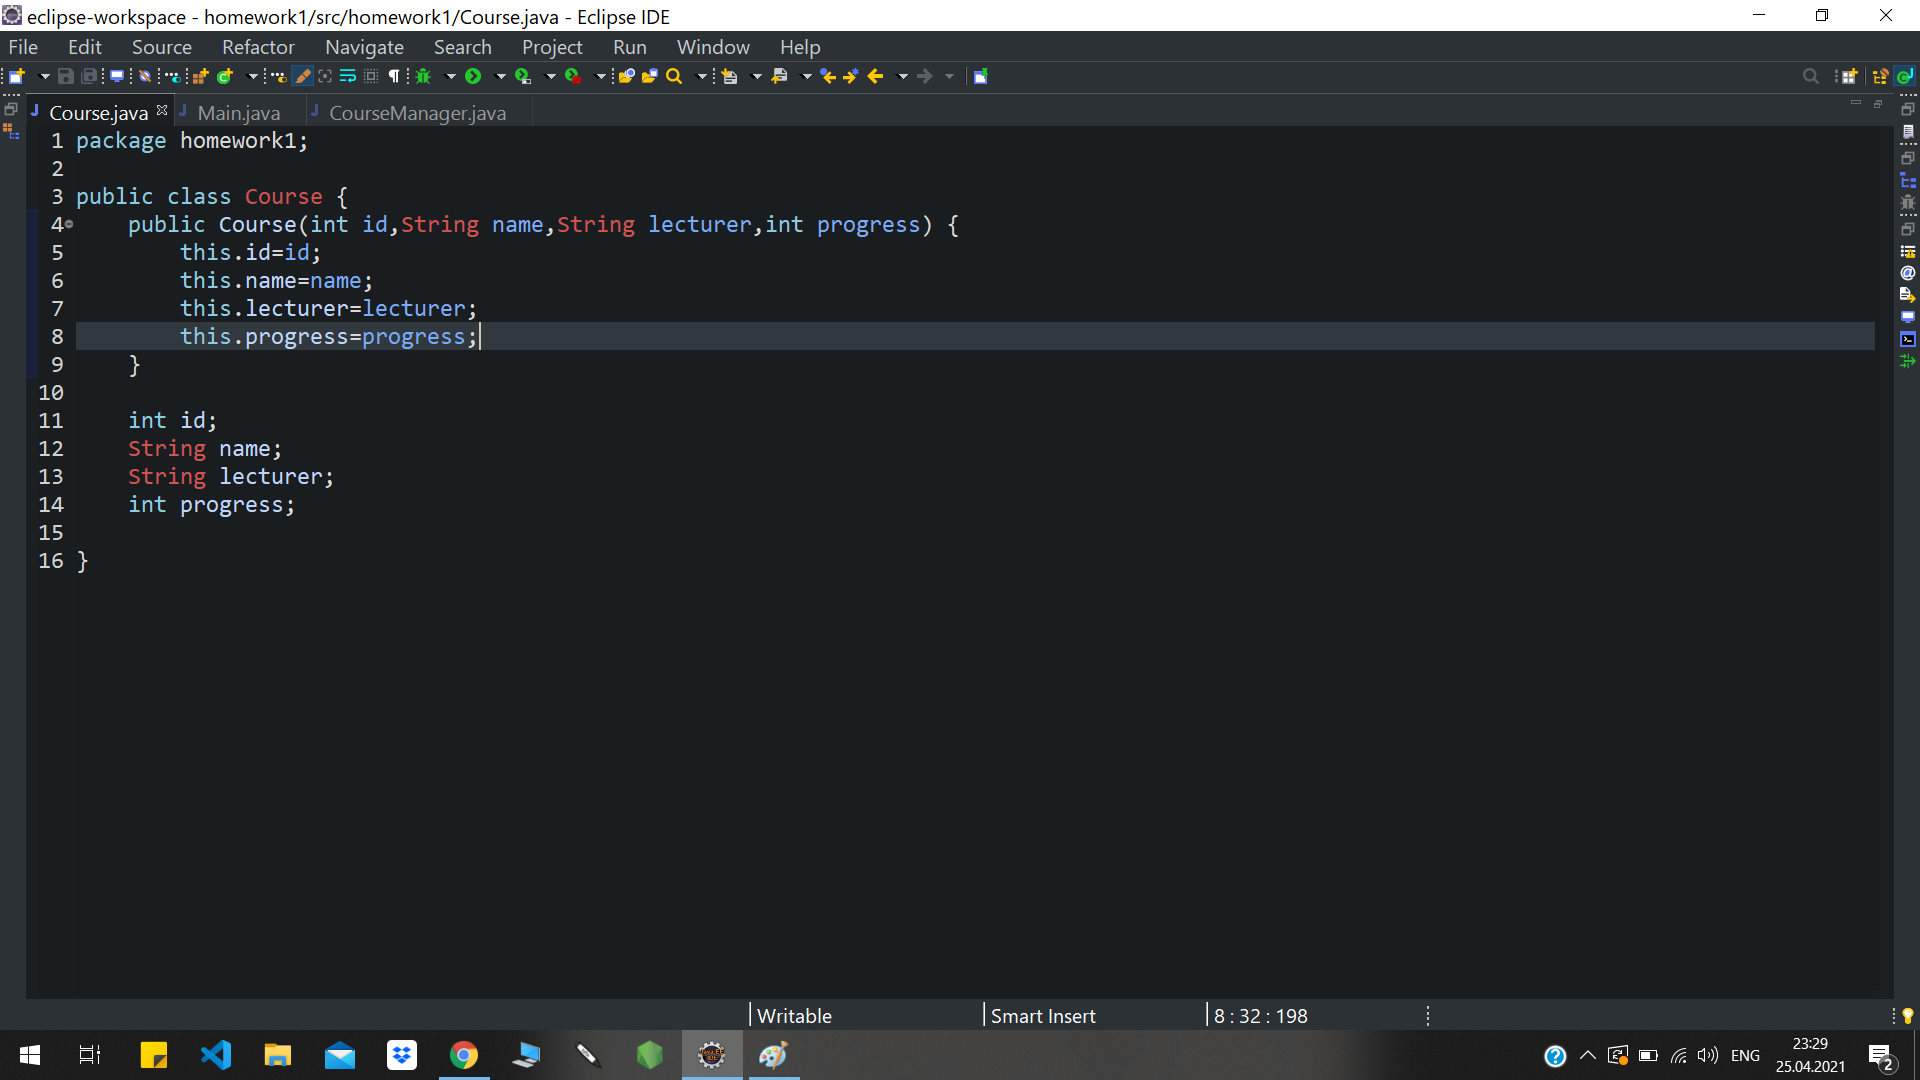 eclipse-workspace - homework1/src/homework1/Course.java - Eclipse IDE
File Edit Source Refactor Navigate Search Project Run Window Help
Course.java Main.java CourseManager.java
1 package homework1;
2
3 public class Course {
4 public Course(int id,String name,String lecturer,int progress) {
5 this.id=id;
6 this.name=name;
7 this.lecturer=lecturer;
8 this.progress=progress;
9 }
10
11 int id;
12 String name;
13 String lecturer;
14 int progress;
15
16 }
Writable Smart Insert 8 : 32 : 198
ENG
23:29
25.04.2021
2